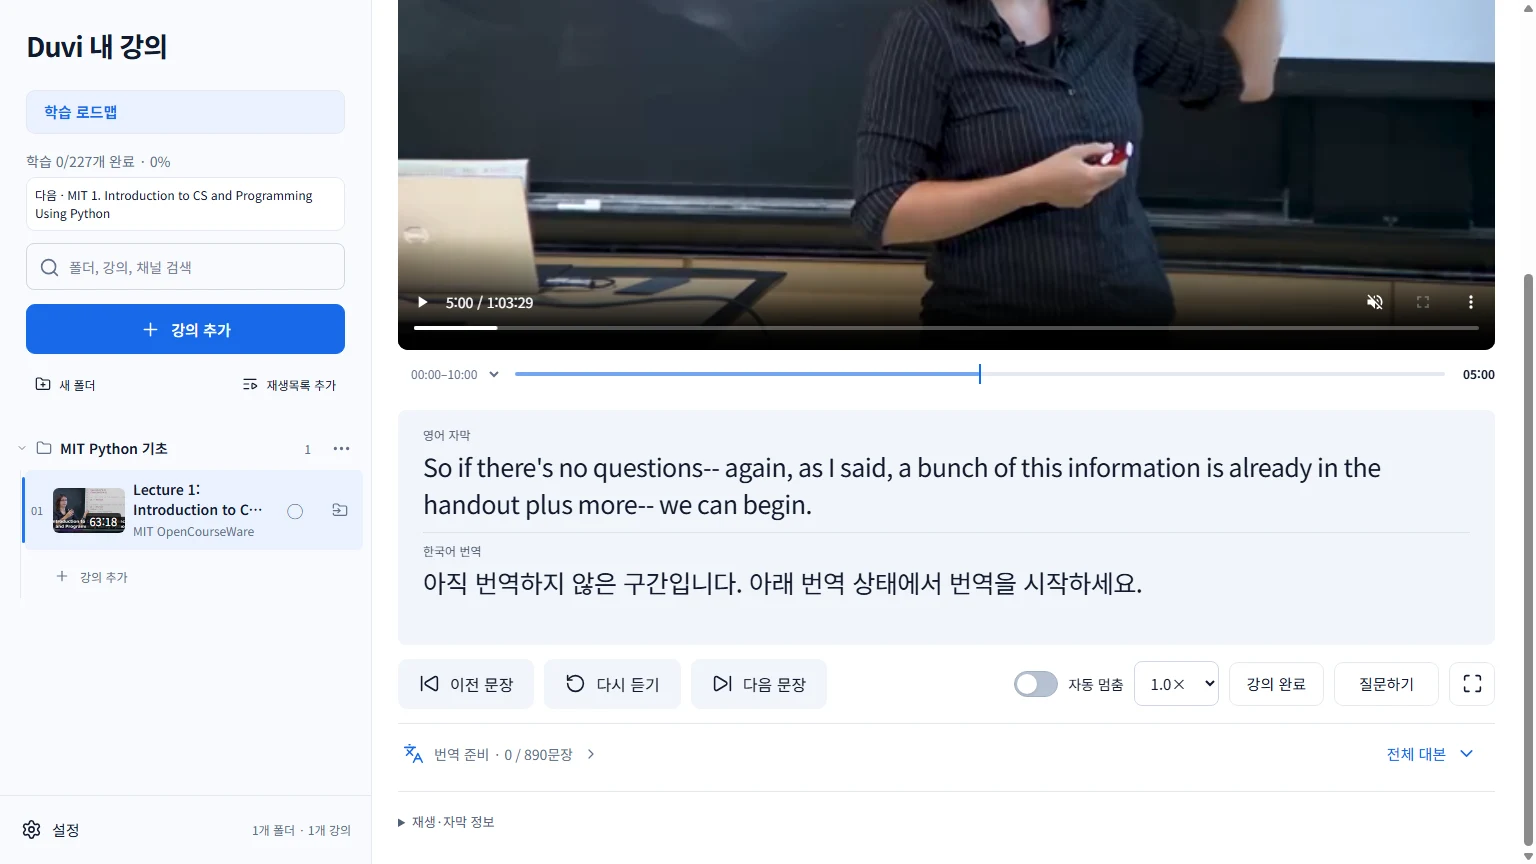 Duvi 내 강의
학습 로드맵
학습 0/227개 완료 · 0%
다음 · MIT 1. Introduction to CS and Programming
Using Python
폴더, 강의, 채널 검색
강의 추가
새 폴더
재생목록 추가
MIT Python 기초
1
01
63:18
Lecture 1:
Introduction to C…
MIT OpenCourseWare
강의 추가
설정
1개 폴더 · 1개 강의
5:00 / 1:03:29
00:00–10:00
05:00
영어 자막
So if there's no questions-- again, as I said, a bunch of this information is already in the
handout plus more-- we can begin.
한국어 번역
아직 번역하지 않은 구간입니다. 아래 번역 상태에서 번역을 시작하세요.
이전 문장
다시 듣기
다음 문장
자동 멈춤
1.0×
강의 완료
질문하기
번역 준비 · 0 / 890문장
전체 대본
재생·자막 정보